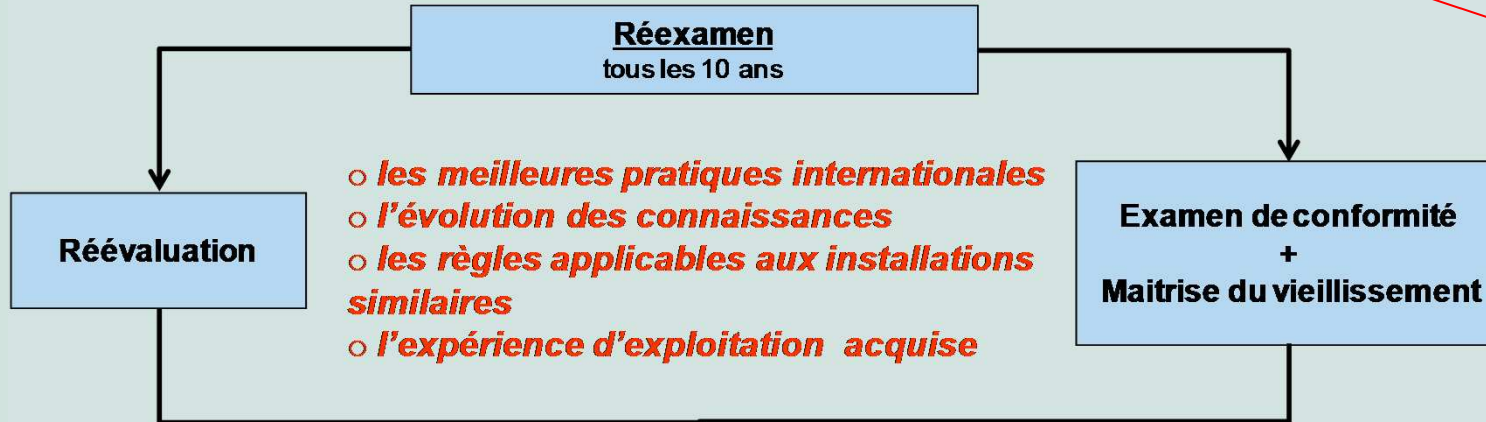 Réexamen
tous les 10 ans
o les meilleures pratiques internationales
o l'évolution des connaissances
o les règles applicables aux installations
similaires
o l'expérience d'exploitation acquise
Réévaluation
Examen de conformité
+
Maitrise du vieillissement